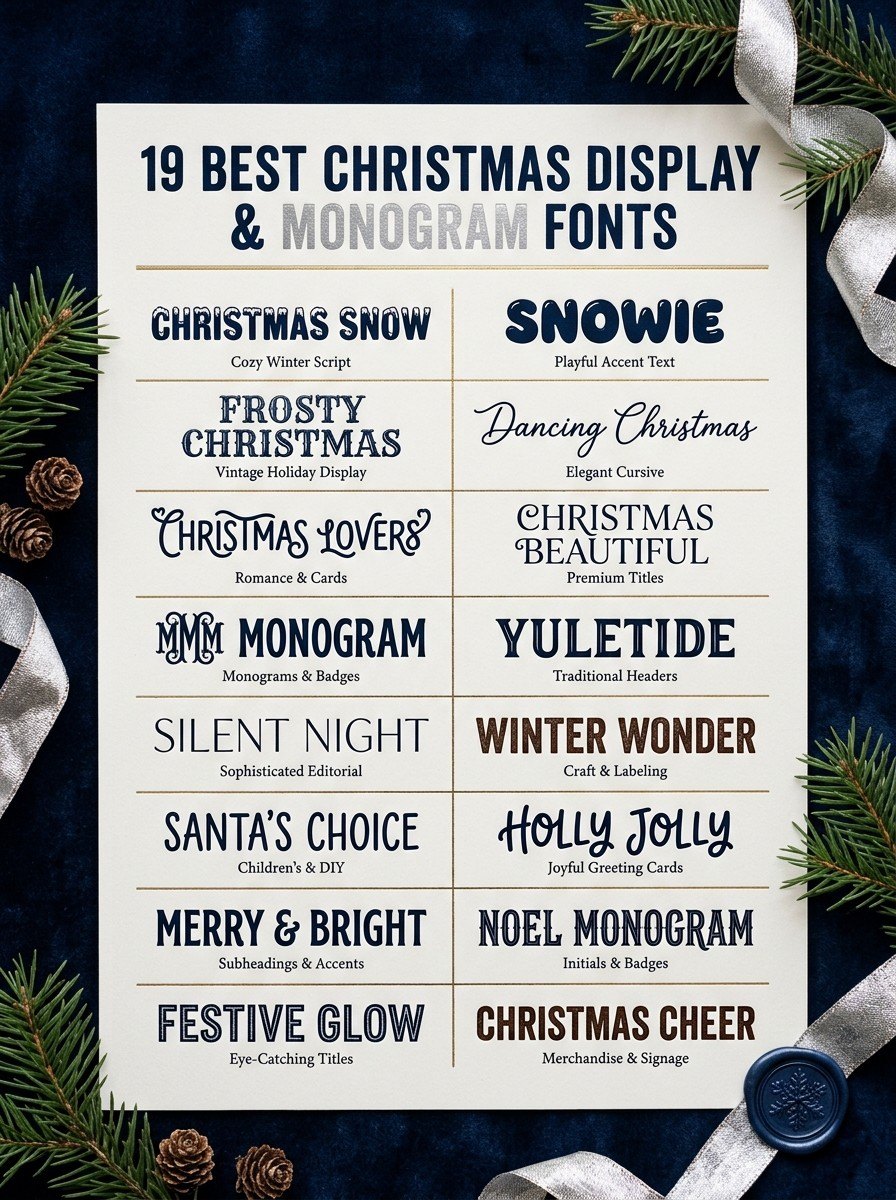 19 BEST CHRISTMAS DISPLAY
& MONOGRAM FONTS
CHRISTMAS SNOW
Cozy Winter Script
SNOWIE
Playful Accent Text
FROSTY
CHRISTMAS
Vintage Holiday Display
Dancing Christmas
Elegant Cursive
CHRISTMAS LOVERS
Romance & Cards
CHRISTMAS
BEAUTIFUL
Premium Titles
MMM MONOGRAM
Monograms & Badges
YULETIDE
Traditional Headers
SILENT NIGHT
Sophisticated Editorial
WINTER WONDER
Craft & Labeling
SANTA'S CHOICE
Children's & DIY
HOLLY JOLLY
Joyful Greeting Cards
MERRY & BRIGHT
Subheadings & Accents
NOEL MONOGRAM
Initials & Badges
FESTIVE GLOW
Eye-Catching Titles
CHRISTMAS CHEER
Merchandise & Signage